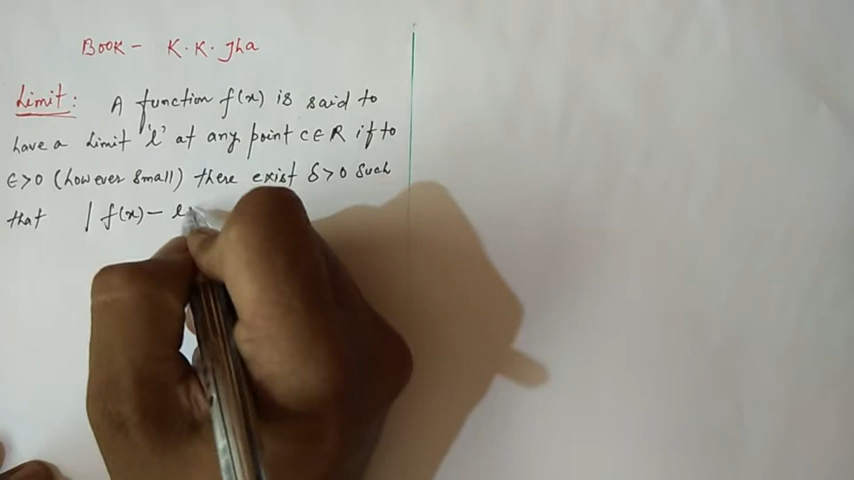 Book - K.K. Jha
Limit: A function f(x) is said to
have a limit 'l' at any point c∈R if to
∈>0 (however small) there exist δ>0 such
that | f(x) - l